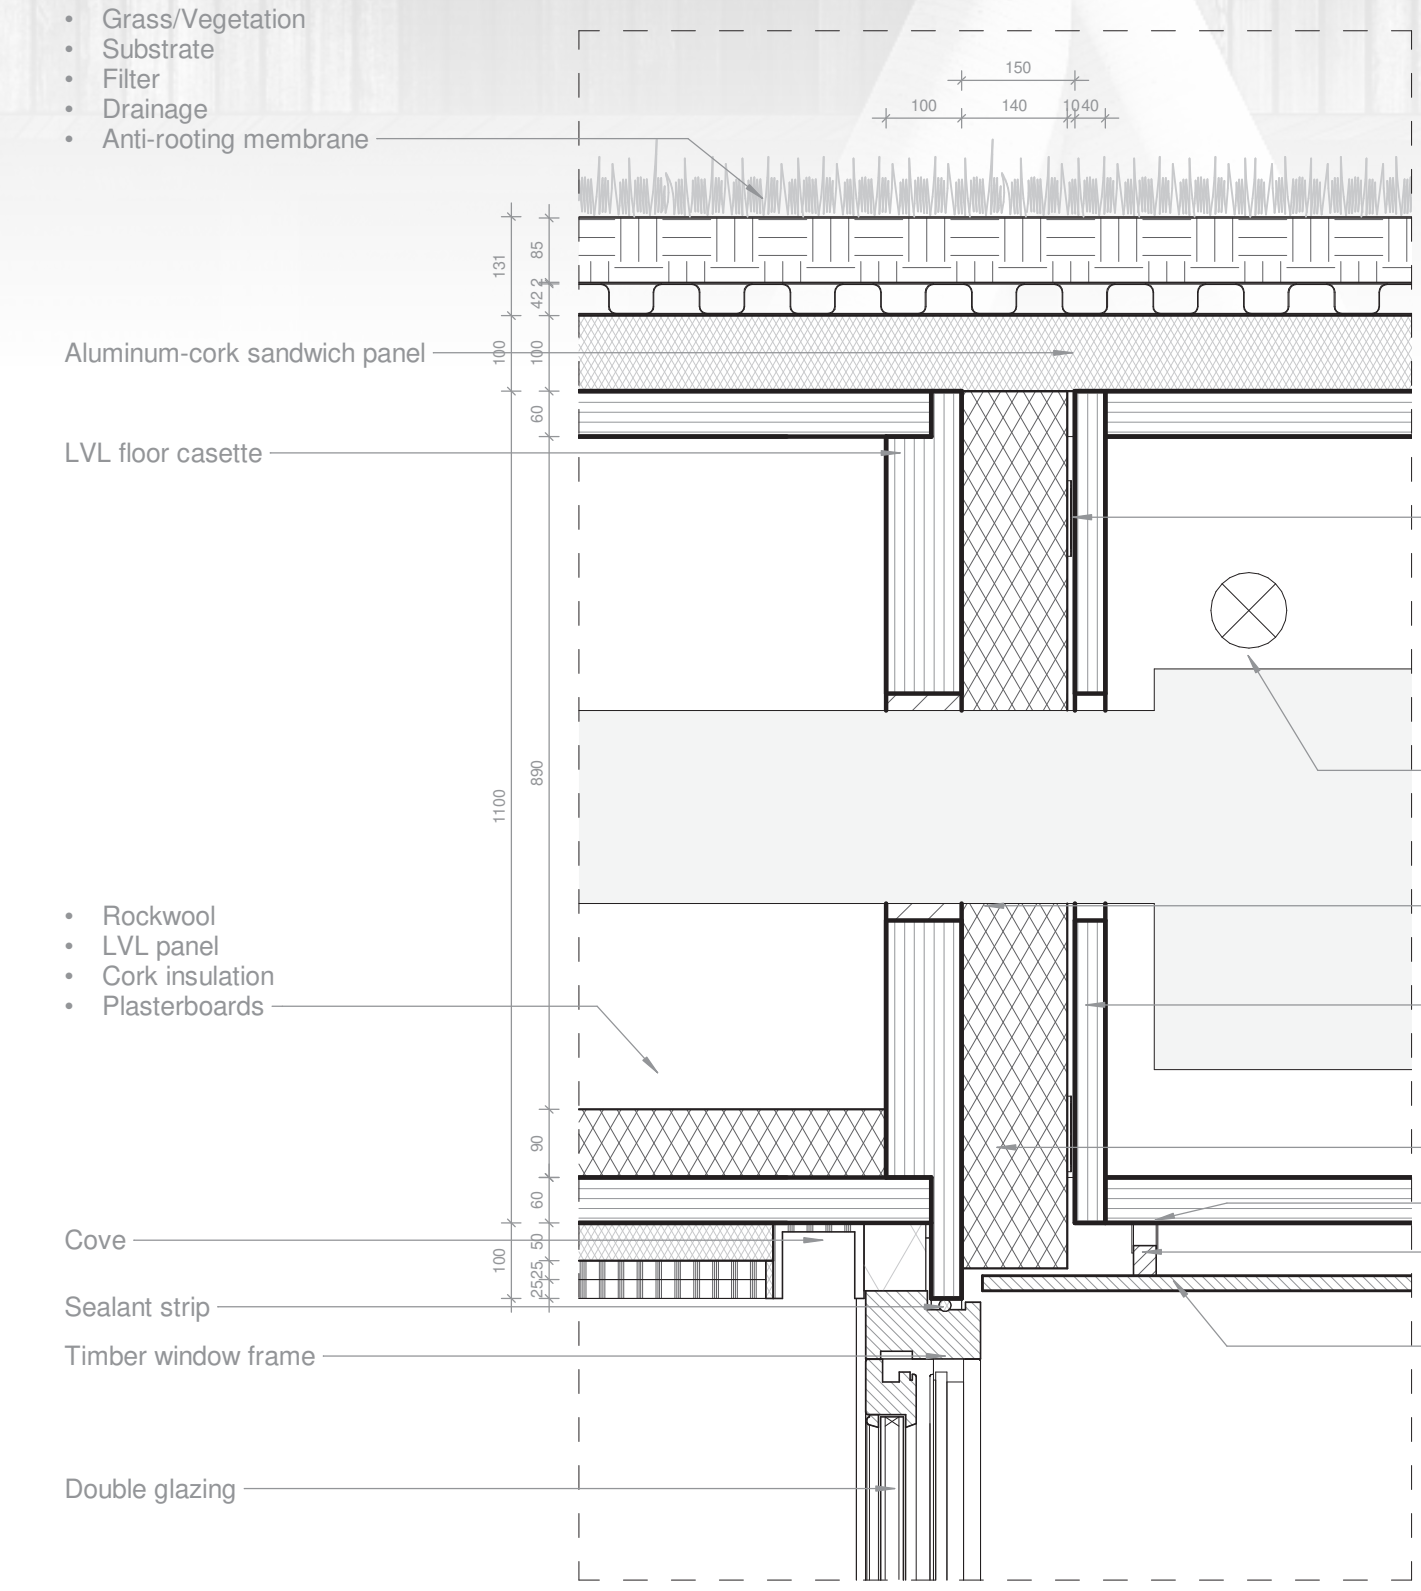 • Grass/Vegetation
• Substrate
• Filter
• Drainage
• Anti-rooting membrane
150
100 140 10 40
131
85
2
42
Aluminum-cork sandwich panel
100
100
60
LVL floor casette
890
1100
• Rockwool
• LVL panel
• Cork insulation
• Plasterboards
90
60
Cove
100
50
25
25
Sealant strip
Timber window frame
Double glazing